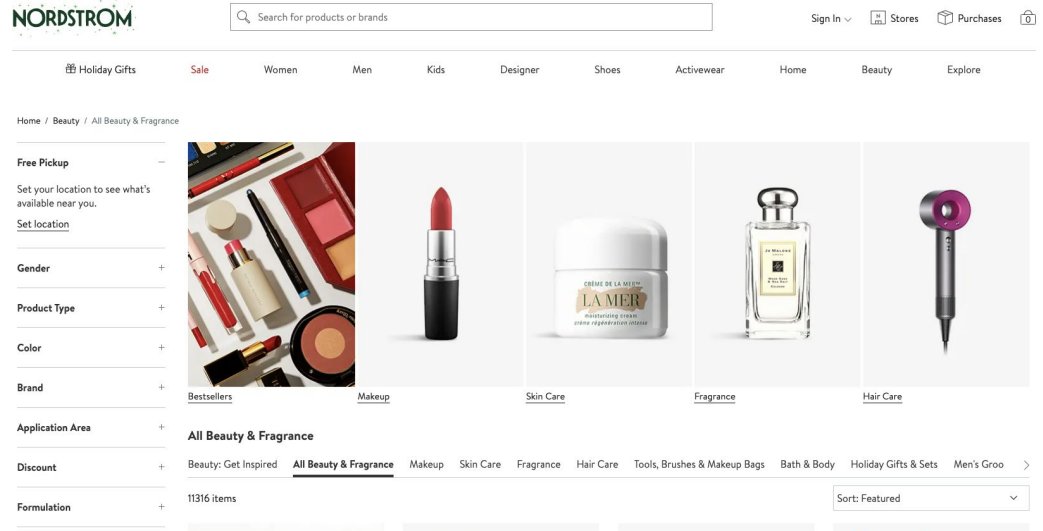 NORDSTROM
Search for products or brands
Sign In
Stores
Purchases
0
Holiday Gifts
Sale
Women
Men
Kids
Designer
Shoes
Activewear
Home
Beauty
Explore
Home / Beauty / All Beauty & Fragrance
Free Pickup
Set your location to see what's
available near you.
Set location
Gender
Product Type
Color
Brand
Application Area
Discount
Formulation
MAC
CRÈME DE LA MER™
LA MER
moisturizing cream
crème régénération intense
JO MALONE
LONDON
COLOGNE
Bestsellers
Makeup
Skin Care
Fragrance
Hair Care
All Beauty & Fragrance
Beauty: Get Inspired
All Beauty & Fragrance
Makeup
Skin Care
Fragrance
Hair Care
Tools, Brushes & Makeup Bags
Bath & Body
Holiday Gifts & Sets
Men's Groo
11316 items
Sort: Featured